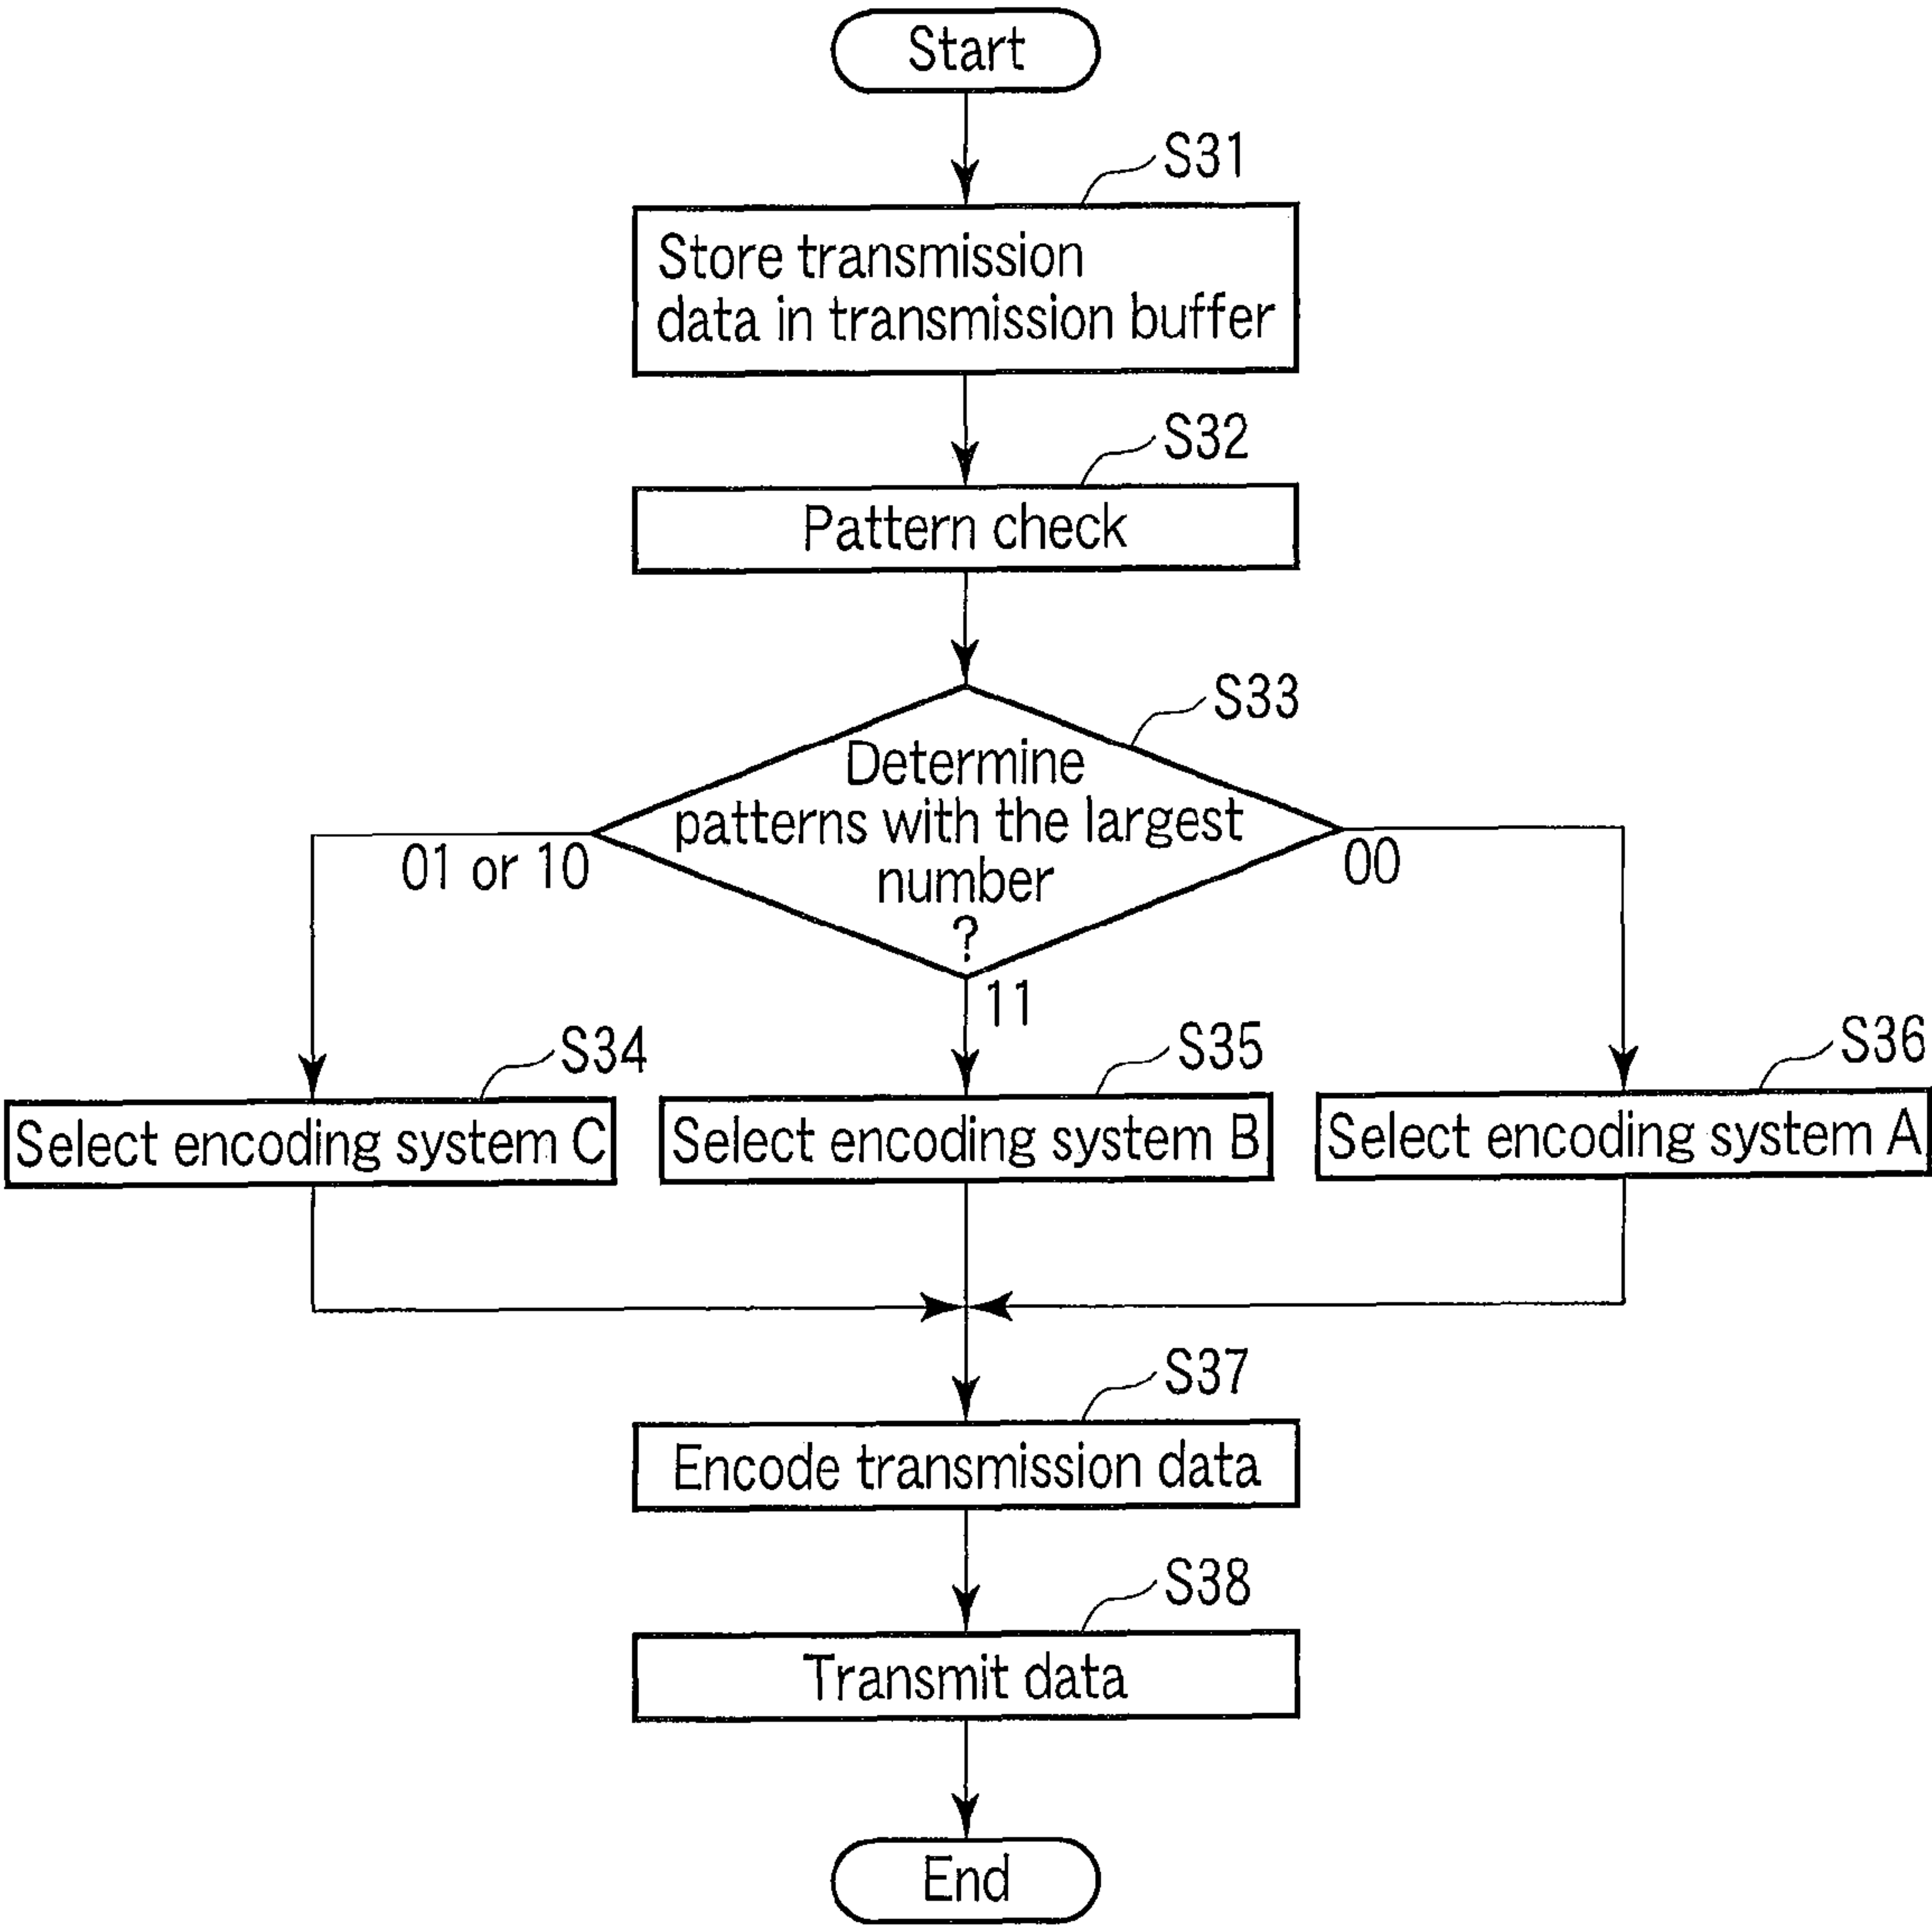 Start
S31
Store transmission
data in transmission buffer
S32
Pattern check
S33
Determine
patterns with the largest
number
?
01 or 10
00
11
S34
S35
S36
Select encoding system C
Select encoding system B
Select encoding system A
S37
Encode transmission data
S38
Transmit data
End